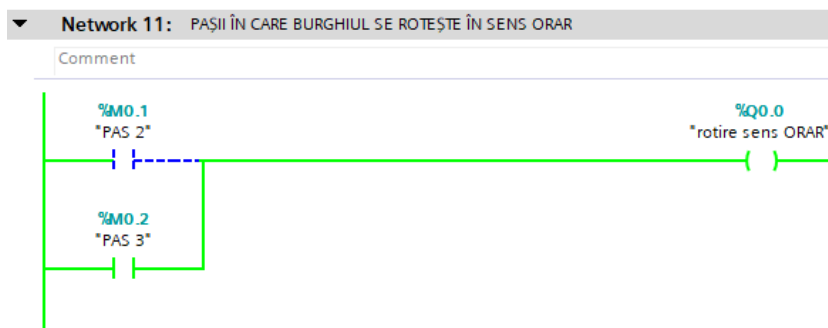 Network 11: PAȘII ÎN CARE BURGHIUL SE ROTEȘTE ÎN SENS ORAR
Comment
%M0.1
"PAS 2"
%Q0.0
"rotire sens ORAR"
%M0.2
"PAS 3"